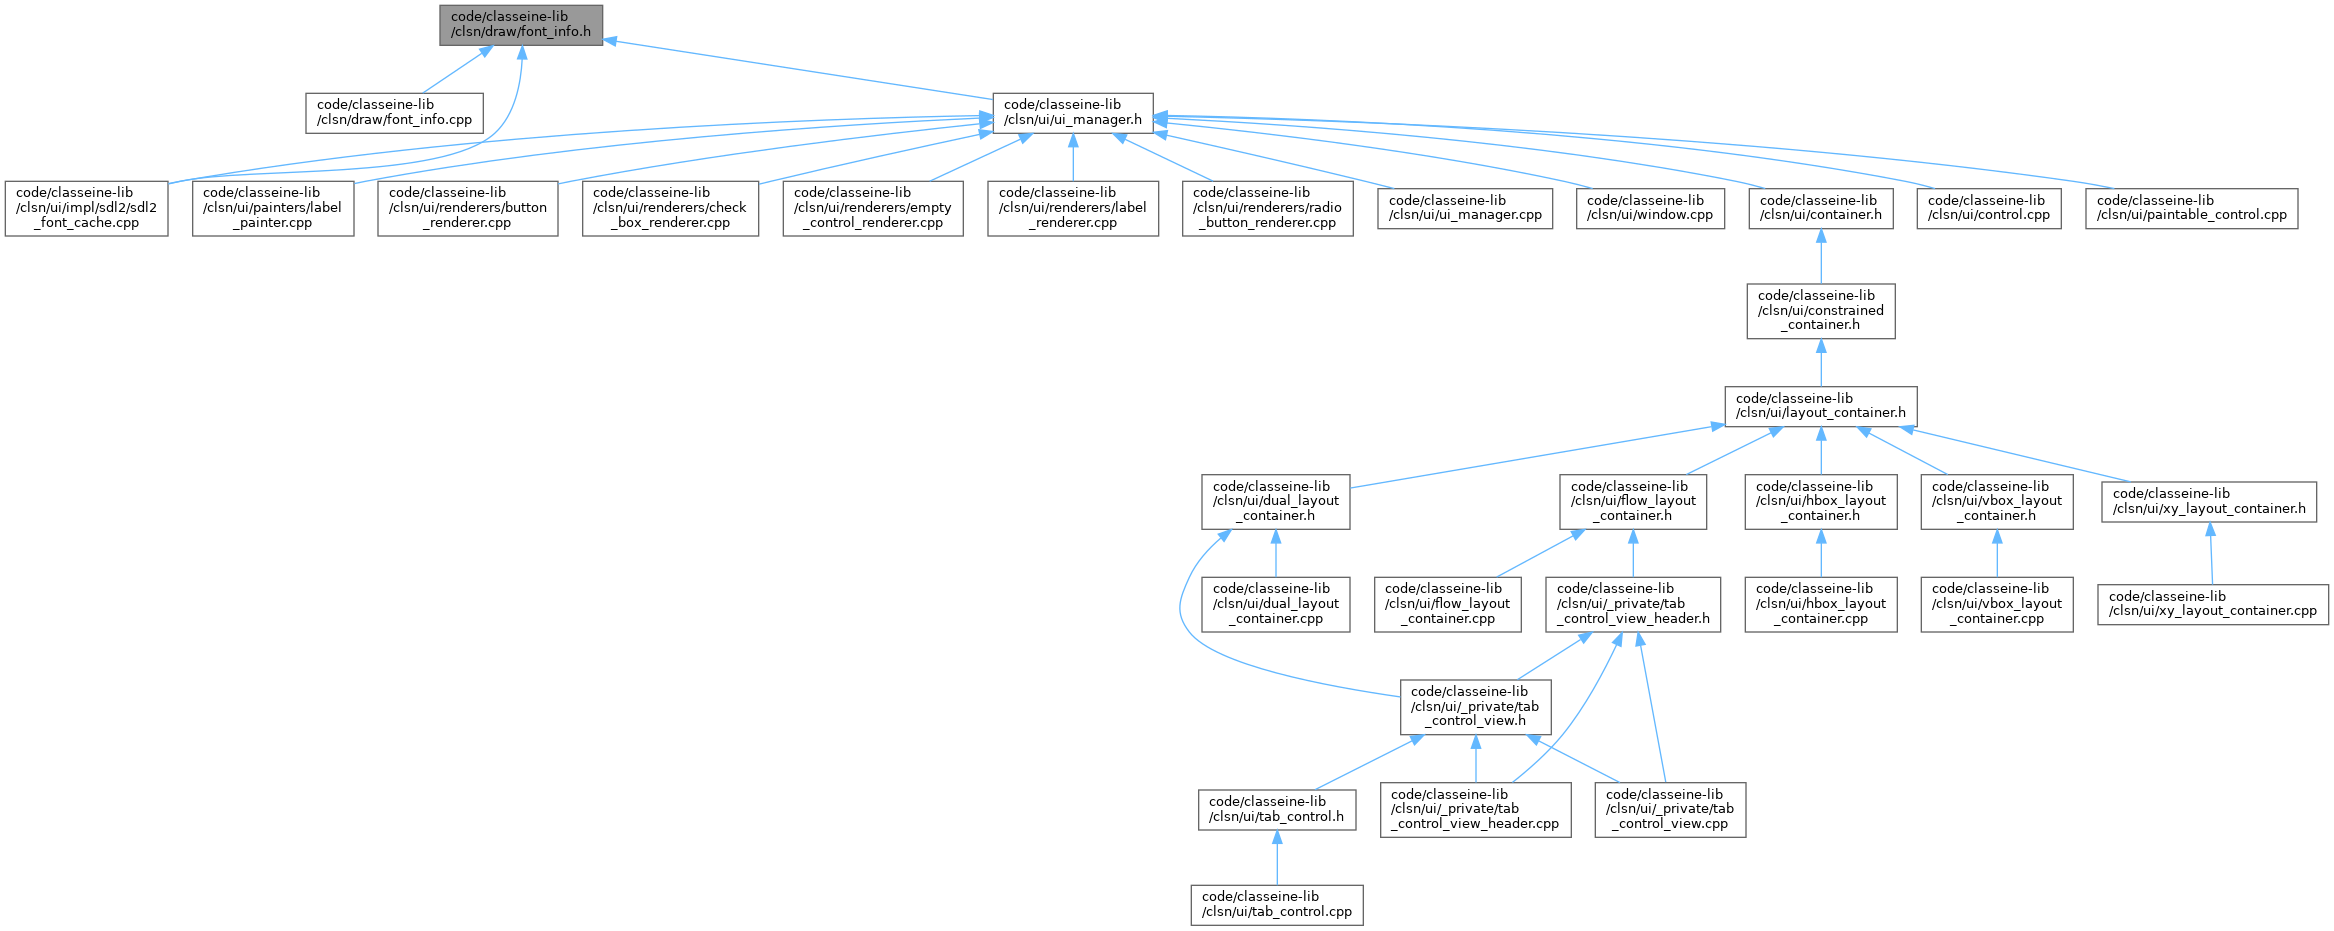 code/classeine-lib
/clsn/draw/font_info.h
code/classeine-lib
/clsn/draw/font_info.cpp
code/classeine-lib
/clsn/ui/ui_manager.h
code/classeine-lib
/clsn/ui/impl/sdl2/sdl2
_font_cache.cpp
code/classeine-lib
/clsn/ui/painters/label
_painter.cpp
code/classeine-lib
/clsn/ui/renderers/button
_renderer.cpp
code/classeine-lib
/clsn/ui/renderers/check
_box_renderer.cpp
code/classeine-lib
/clsn/ui/renderers/empty
_control_renderer.cpp
code/classeine-lib
/clsn/ui/renderers/label
_renderer.cpp
code/classeine-lib
/clsn/ui/renderers/radio
_button_renderer.cpp
code/classeine-lib
/clsn/ui/ui_manager.cpp
code/classeine-lib
/clsn/ui/window.cpp
code/classeine-lib
/clsn/ui/container.h
code/classeine-lib
/clsn/ui/control.cpp
code/classeine-lib
/clsn/ui/paintable_control.cpp
code/classeine-lib
/clsn/ui/constrained
_container.h
code/classeine-lib
/clsn/ui/layout_container.h
code/classeine-lib
/clsn/ui/dual_layout
_container.h
code/classeine-lib
/clsn/ui/flow_layout
_container.h
code/classeine-lib
/clsn/ui/hbox_layout
_container.h
code/classeine-lib
/clsn/ui/vbox_layout
_container.h
code/classeine-lib
/clsn/ui/xy_layout_container.h
code/classeine-lib
/clsn/ui/dual_layout
_container.cpp
code/classeine-lib
/clsn/ui/flow_layout
_container.cpp
code/classeine-lib
/clsn/ui/_private/tab
_control_view_header.h
code/classeine-lib
/clsn/ui/hbox_layout
_container.cpp
code/classeine-lib
/clsn/ui/vbox_layout
_container.cpp
code/classeine-lib
/clsn/ui/xy_layout_container.cpp
code/classeine-lib
/clsn/ui/_private/tab
_control_view.h
code/classeine-lib
/clsn/ui/tab_control.h
code/classeine-lib
/clsn/ui/_private/tab
_control_view_header.cpp
code/classeine-lib
/clsn/ui/_private/tab
_control_view.cpp
code/classeine-lib
/clsn/ui/tab_control.cpp